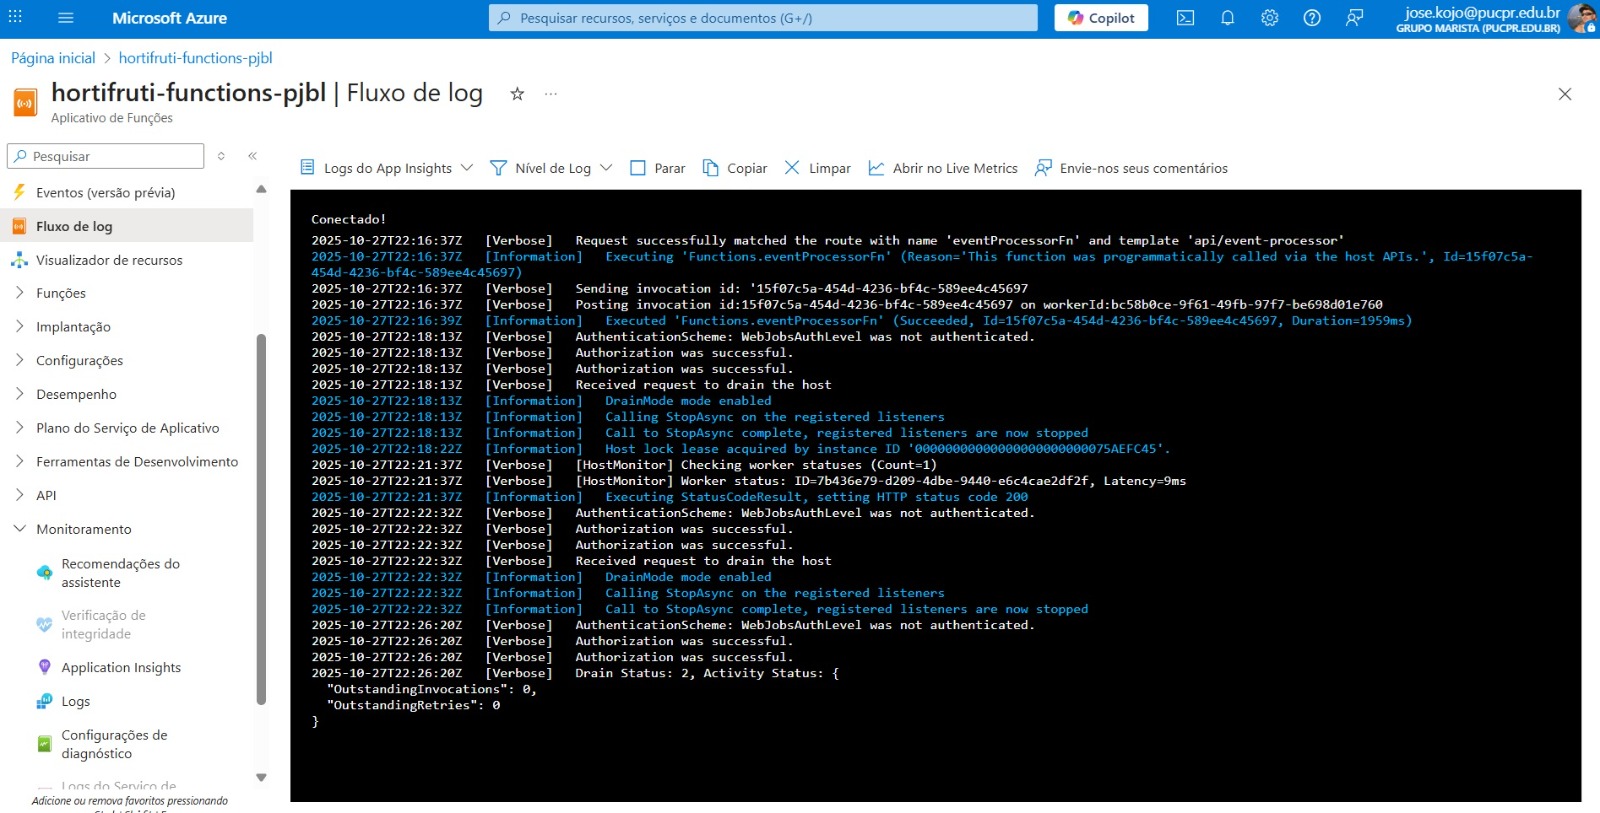 Microsoft Azure
Pesquisar recursos, serviços e documentos (G+/)
Copilot
jose.kojo@pucpr.edu.br
GRUPO MARISTA (PUCPR.EDU.BR)
Página inicial > hortifruti-functions-pjbl
hortifruti-functions-pjbl | Fluxo de log
Aplicativo de Funções
Pesquisar
Eventos (versão prévia)
Fluxo de log
Visualizador de recursos
Funções
Implantação
Configurações
Desempenho
Plano do Serviço de Aplicativo
Ferramentas de Desenvolvimento
API
Monitoramento
Recomendações do
assistente
Verificação de
integridade
Application Insights
Logs
Configurações de
diagnóstico
Logs do Serviço de
Adicione ou remova favoritos pressionando
Logs do App Insights
Nível de Log
Parar
Copiar
Limpar
Abrir no Live Metrics
Envie-nos seus comentários
Conectado!
2025-10-27T22:16:37Z [Verbose] Request successfully matched the route with name 'eventProcessorFn' and template 'api/event-processor'
2025-10-27T22:16:37Z [Information] Executing 'Functions.eventProcessorFn' (Reason='This function was programmatically called via the host APIs.', Id=15f07c5a-
454d-4236-bf4c-589ee4c45697)
2025-10-27T22:16:37Z [Verbose] Sending invocation id: '15f07c5a-454d-4236-bf4c-589ee4c45697
2025-10-27T22:16:37Z [Verbose] Posting invocation id:15f07c5a-454d-4236-bf4c-589ee4c45697 on workerId:bc58b0ce-9f61-49fb-97f7-be698d01e760
2025-10-27T22:16:39Z [Information] Executed 'Functions.eventProcessorFn' (Succeeded, Id=15f07c5a-454d-4236-bf4c-589ee4c45697, Duration=1959ms)
2025-10-27T22:18:13Z [Verbose] AuthenticationScheme: WebJobsAuthLevel was not authenticated.
2025-10-27T22:18:13Z [Verbose] Authorization was successful.
2025-10-27T22:18:13Z [Verbose] Authorization was successful.
2025-10-27T22:18:13Z [Verbose] Received request to drain the host
2025-10-27T22:18:13Z [Information] DrainMode mode enabled
2025-10-27T22:18:13Z [Information] Calling StopAsync on the registered listeners
2025-10-27T22:18:13Z [Information] Call to StopAsync complete, registered listeners are now stopped
2025-10-27T22:18:22Z [Information] Host lock lease acquired by instance ID '000000000000000000000000075AEFC45'.
2025-10-27T22:21:37Z [Verbose] [HostMonitor] Checking worker statuses (Count=1)
2025-10-27T22:21:37Z [Verbose] [HostMonitor] Worker status: ID=7b436e79-d209-4dbe-9440-e6c4cae2df2f, Latency=9ms
2025-10-27T22:21:37Z [Information] Executing StatusCodeResult, setting HTTP status code 200
2025-10-27T22:22:32Z [Verbose] AuthenticationScheme: WebJobsAuthLevel was not authenticated.
2025-10-27T22:22:32Z [Verbose] Authorization was successful.
2025-10-27T22:22:32Z [Verbose] Authorization was successful.
2025-10-27T22:22:32Z [Verbose] Received request to drain the host
2025-10-27T22:22:32Z [Information] DrainMode mode enabled
2025-10-27T22:22:32Z [Information] Calling StopAsync on the registered listeners
2025-10-27T22:22:32Z [Information] Call to StopAsync complete, registered listeners are now stopped
2025-10-27T22:26:20Z [Verbose] AuthenticationScheme: WebJobsAuthLevel was not authenticated.
2025-10-27T22:26:20Z [Verbose] Authorization was successful.
2025-10-27T22:26:20Z [Verbose] Authorization was successful.
2025-10-27T22:26:20Z [Verbose] Drain Status: 2, Activity Status: {
"OutstandingInvocations": 0,
"OutstandingRetries": 0
}